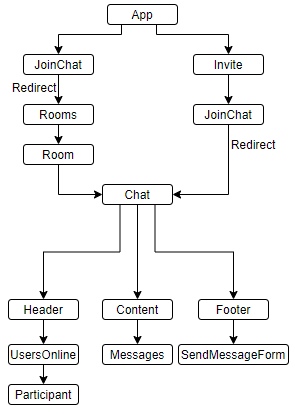 App
JoinChat
Invite
Redirect
Rooms
JoinChat
Room
Redirect
Chat
Header
Content
Footer
UsersOnline
Messages
SendMessageForm
Participant